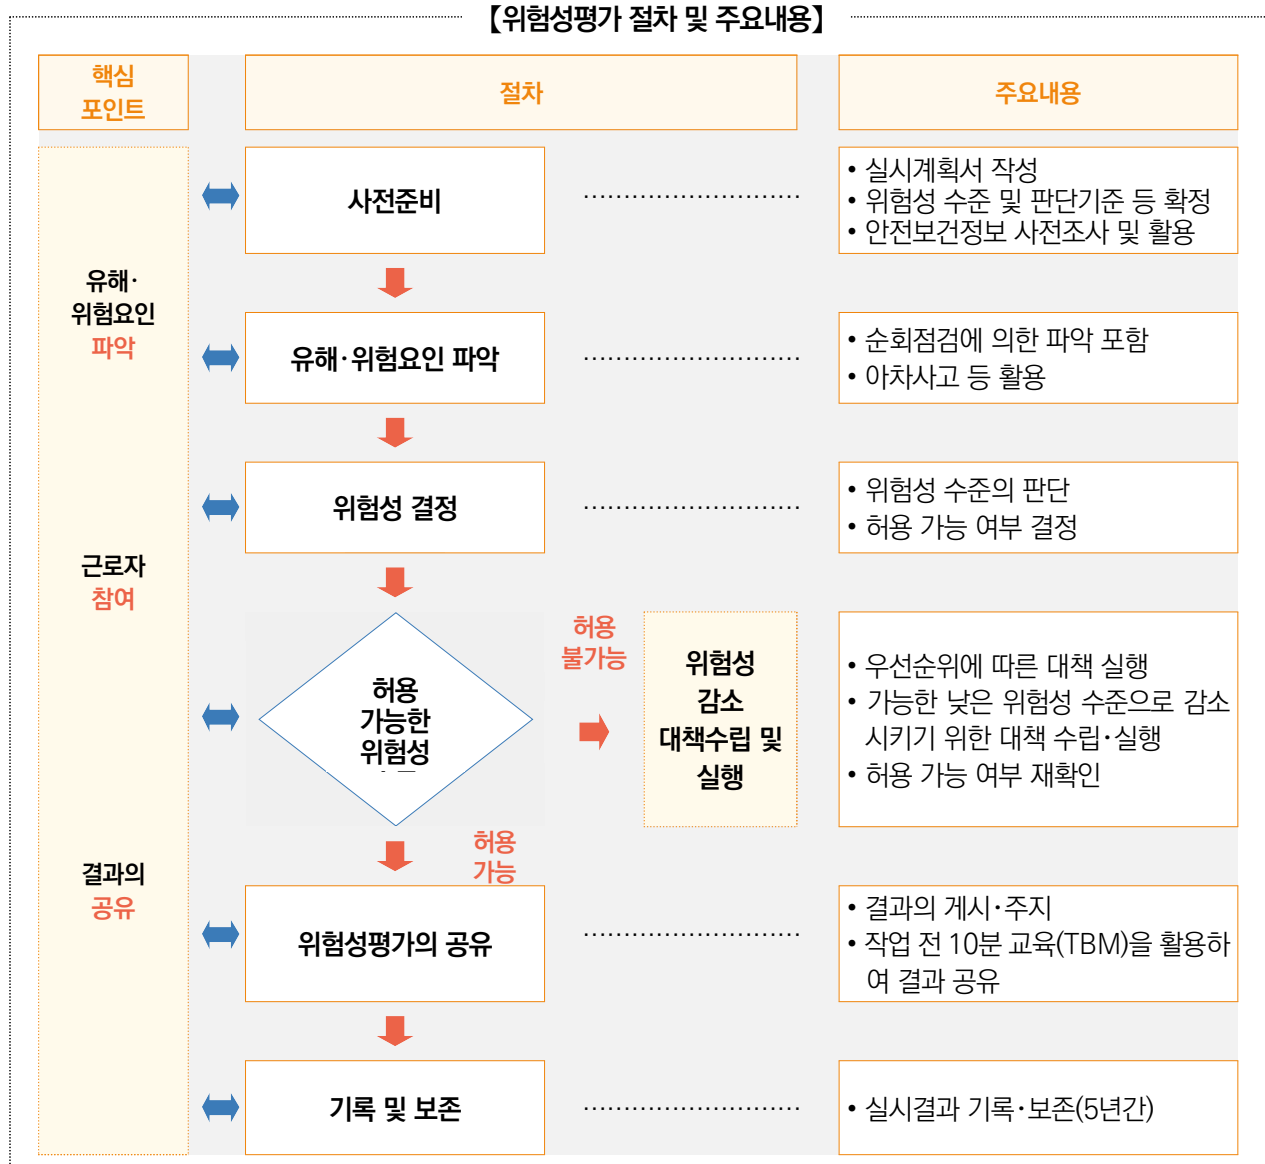 【위험성평가 절차 및 주요내용】
핵심
포인트
절차
주요내용
유해·
위험요인
파악
근로자
참여
결과의
공유
사전준비
························
• 실시계획서 작성
• 위험성 수준 및 판단기준 등 확정
• 안전보건정보 사전조사 및 활용
유해·위험요인 파악
························
• 순회점검에 의한 파악 포함
• 아차사고 등 활용
위험성 결정
························
• 위험성 수준의 판단
• 허용 가능 여부 결정
허용
가능한
위험성
허용
불가능
위험성
감소
대책수립 및
실행
• 우선순위에 따른 대책 실행
• 가능한 낮은 위험성 수준으로 감소
시키기 위한 대책 수립·실행
• 허용 가능 여부 재확인
허용
가능
위험성평가의 공유
························
• 결과의 게시·주지
• 작업 전 10분 교육(TBM)을 활용하
여 결과 공유
기록 및 보존
························
• 실시결과 기록·보존(5년간)